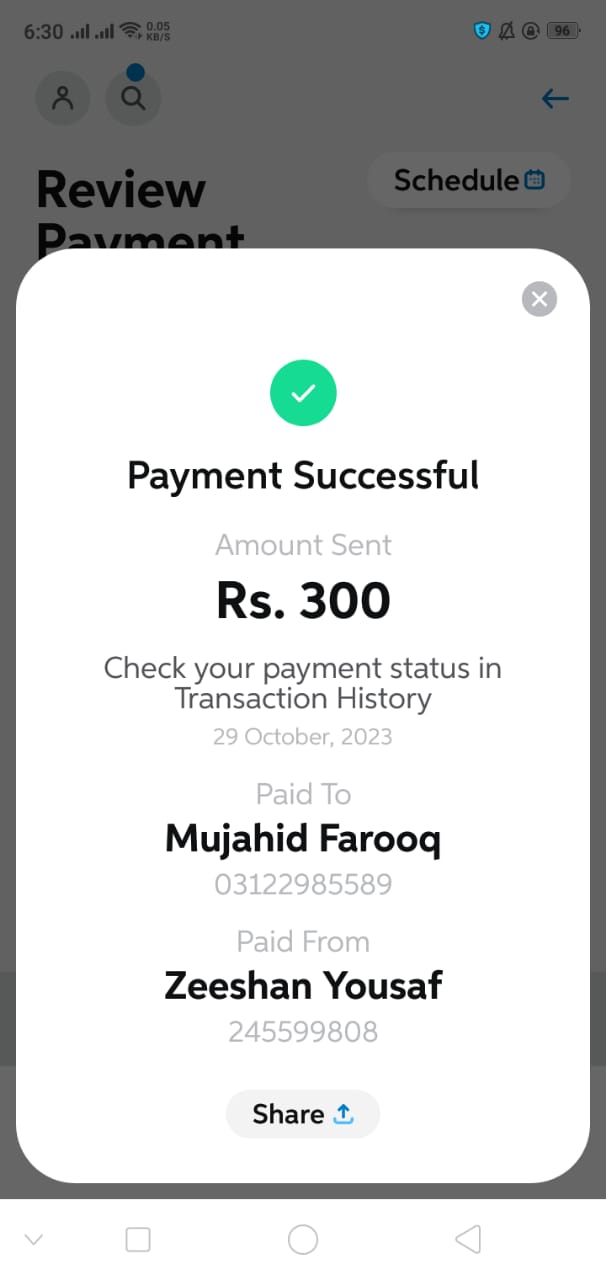 6:30 0.05 KB/S 96
Review
Payment
Schedule
Payment Successful
Amount Sent
Rs. 300
Check your payment status in
Transaction History
29 October, 2023
Paid To
Mujahid Farooq
03122985589
Paid From
Zeeshan Yousaf
245599808
Share